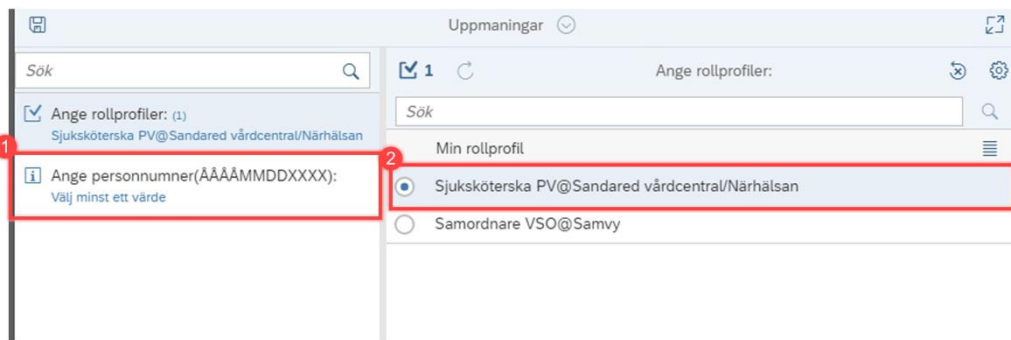 Uppmaningar
Sök
Ange rollprofiler: (1)
Sjuksköterska PV@Sandared vårdcentral/Närhälsan
1
Ange personnumner(ÅÅÅÅMMDDXXXX):
Välj minst ett värde
1
Ange rollprofiler:
Sök
Min rollprofil
2
Sjuksköterska PV@Sandared vårdcentral/Närhälsan
Samordnare VSO@Samvy